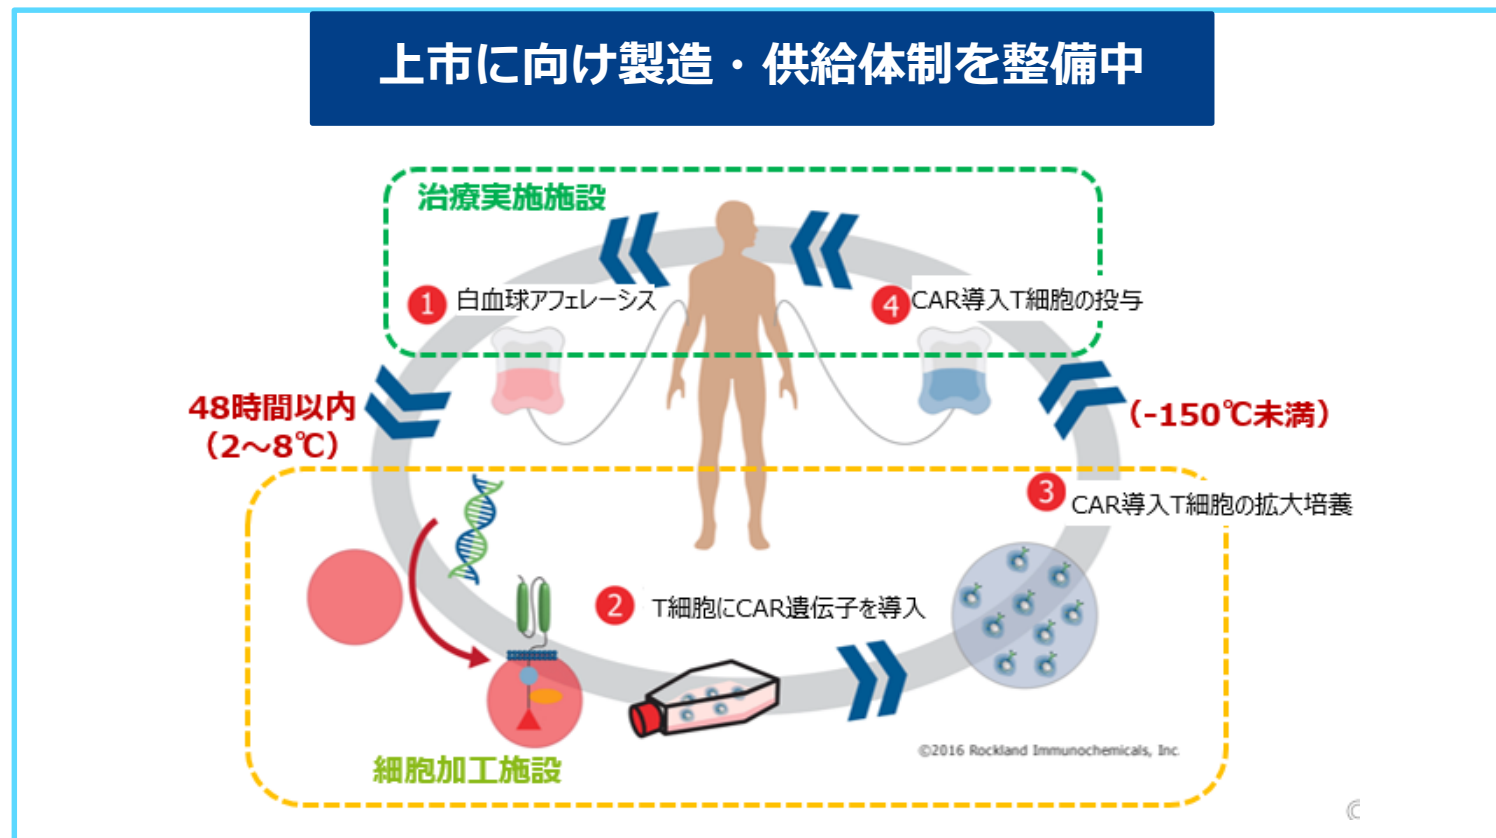 上市に向け製造・供給体制を整備中
治療実施施設
1 白血球アフェレーシス
4 CAR導入T細胞の投与
48時間以内
（2～8℃）
（-150℃未満）
3 CAR導入T細胞の拡大培養
2 T細胞にCAR遺伝子を導入
©2016 Rockland Immunochemicals, Inc.
細胞加工施設
©